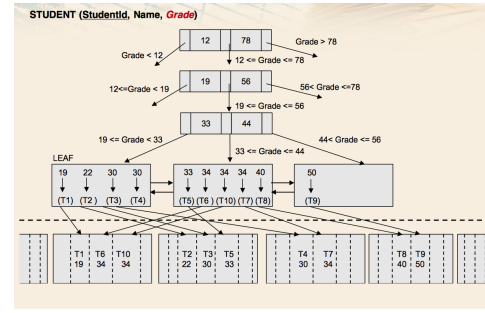 STUDENT (StudentId, Name, Grade)
12 78
Grade < 12
Grade > 78
12 <= Grade <= 78
19 56
12<=Grade < 19
56< Grade <=78
19 <= Grade <= 56
33 44
19 <= Grade < 33
44< Grade <= 56
33 <= Grade <= 44
LEAF
19 22 30 30
33 34 34 34 40
50
(T1) (T2 ) (T3) (T4)
(T5) (T6 ) (T10) (T7) (T8)
(T9)
T1 T6 T10
19 34 34
T2 T3 T5
22 30 33
T4 T7
30 34
T8 T9
40 50